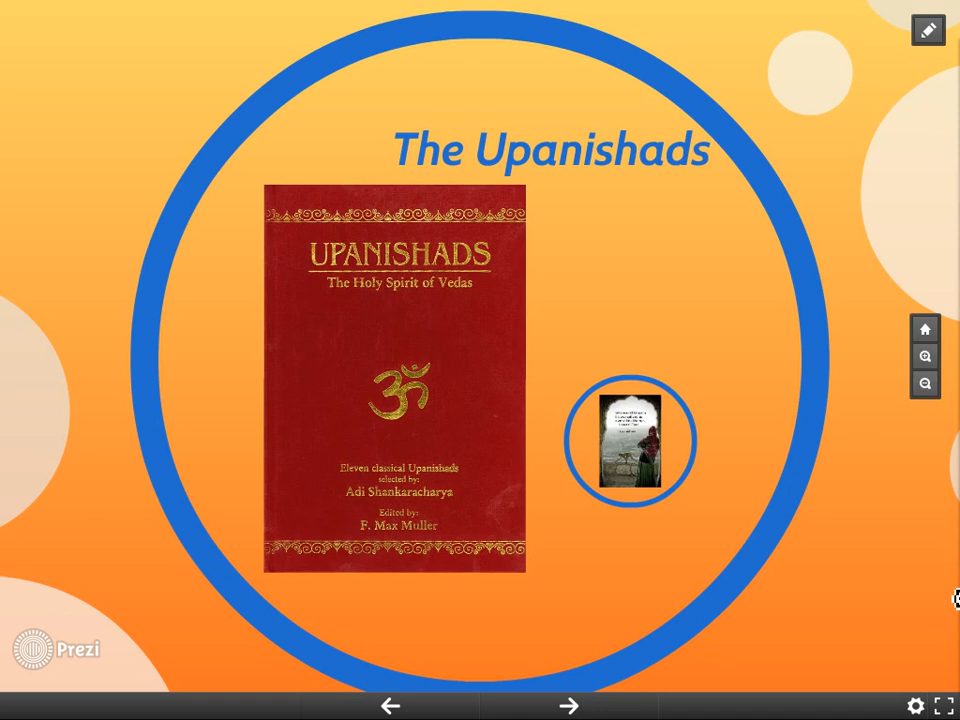 The Upanishads
UPANISHADS
The Holy Spirit of Vedas
ॐ
Eleven classical Upanishads
selected by:
Adi Shankaracharya
Edited by:
F. Max Muller
Prezi